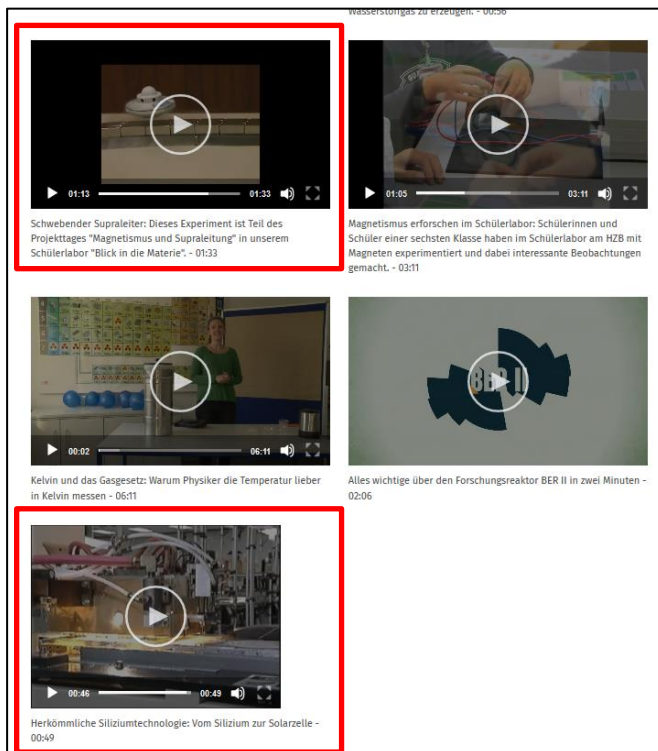 Wasserstoffgas zu erzeugen. - 00:56
01:13
01:33
01:05
03:11
Schwebender Supraleiter: Dieses Experiment ist Teil des
Projekttages "Magnetismus und Supraleitung" in unserem
Schülerlabor "Blick in die Materie". - 01:33
Magnetismus erforschen im Schülerlabor: Schülerinnen und
Schüler einer sechsten Klasse haben im Schülerlabor am HZB mit
Magneten experimentiert und dabei interessante Beobachtungen
gemacht. - 03:11
00:02
06:11
BER II
Kelvin und das Gasgesetz: Warum Physiker die Temperatur lieber
in Kelvin messen - 06:11
Alles wichtige über den Forschungsreaktor BER II in zwei Minuten -
02:06
00:46
00:49
Herkömmliche Siliziumtechnologie: Vom Silizium zur Solarzelle -
00:49